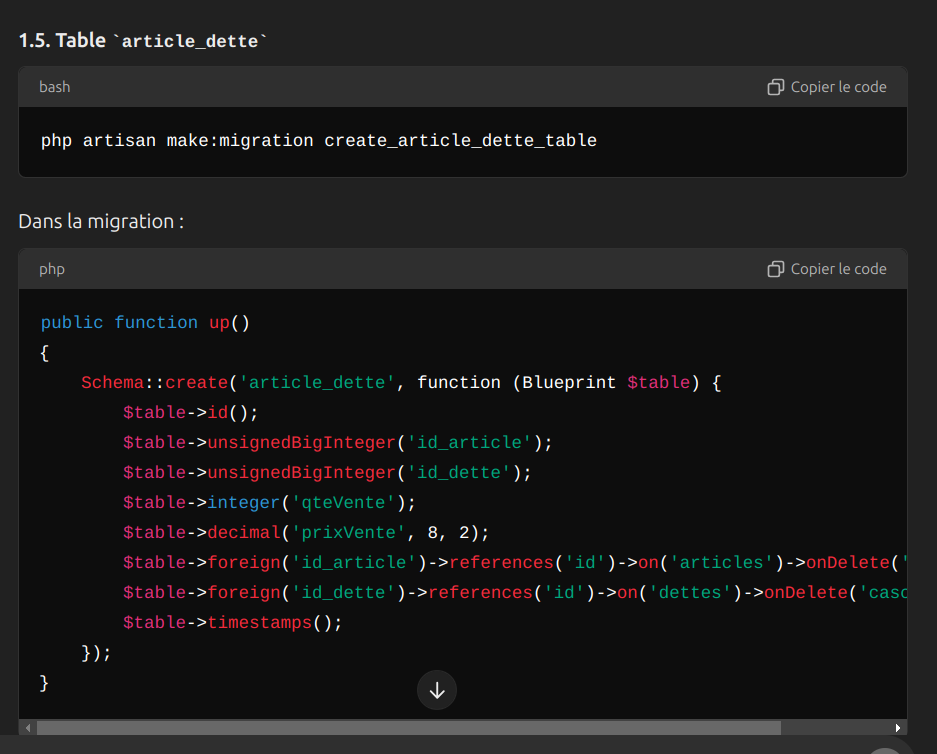 1.5. Table `article_dette`
bash
Copier le code
php artisan make:migration create_article_dette_table
Dans la migration :
php
Copier le code
public function up()
{
    Schema::create('article_dette', function (Blueprint $table) {
        $table->id();
        $table->unsignedBigInteger('id_article');
        $table->unsignedBigInteger('id_dette');
        $table->integer('qteVente');
        $table->decimal('prixVente', 8, 2);
        $table->foreign('id_article')->references('id')->on('articles')->onDelete('
        $table->foreign('id_dette')->references('id')->on('dettes')->onDelete('casc
        $table->timestamps();
    });
}